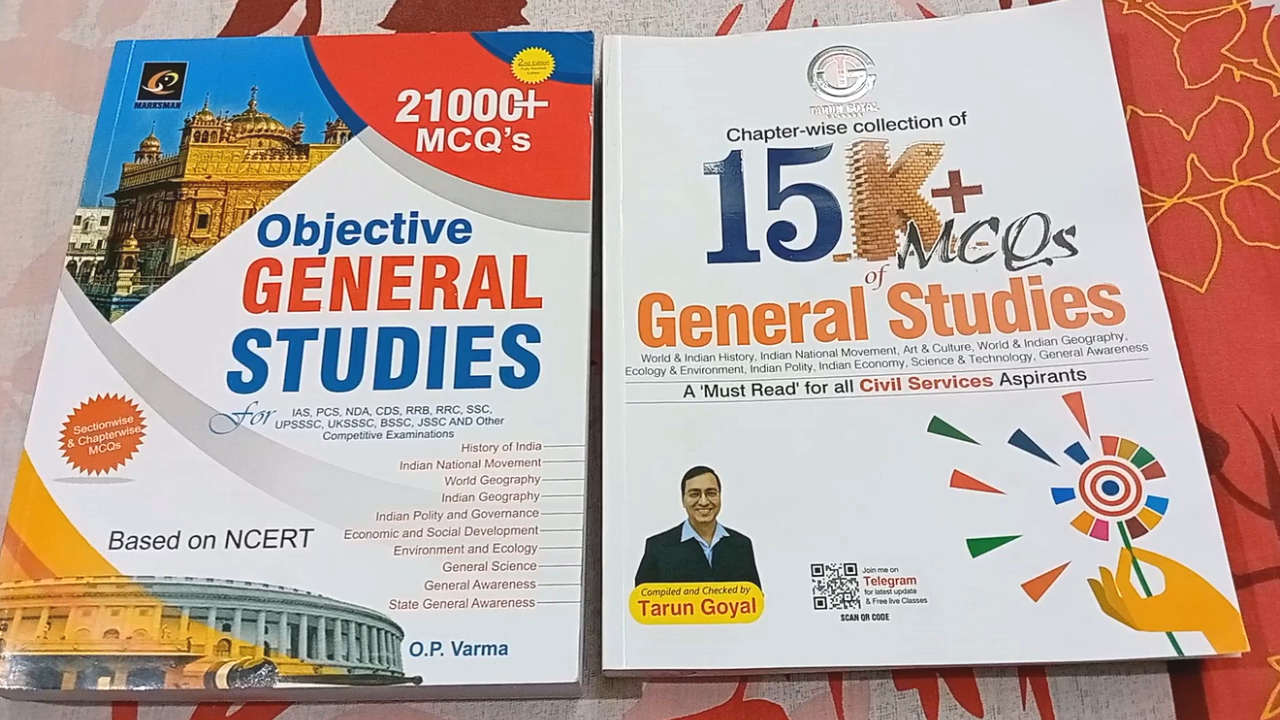 MARKSMAN
2nd Edition
21000+
MCQ's
Objective
GENERAL
STUDIES
For
IAS, PCS, NDA, CDS, RRB, RRC, SSC,
UPSSSC, UKSSSC, BSSC, JSSC AND Other
Competitive Examinations
Sectionwise
& Chapterwise
MCQs
History of India
Indian National Movement
World Geography
Indian Geography
Indian Polity and Governance
Economic and Social Development
Environment and Ecology
General Science
General Awareness
State General Awareness
Based on NCERT
O.P. Varma
TARUN GOYAL
Chapter-wise collection of
15K+
MCQs
of
General Studies
World & Indian History, Indian National Movement, Art & Culture, World & Indian Geography,
Ecology & Environment, Indian Polity, Indian Economy, Science & Technology, General Awareness
A 'Must Read' for all Civil Services Aspirants
Compiled and Checked by
Tarun Goyal
Join me on
Telegram
for latest update
& Free live Classes
SCAN QR CODE